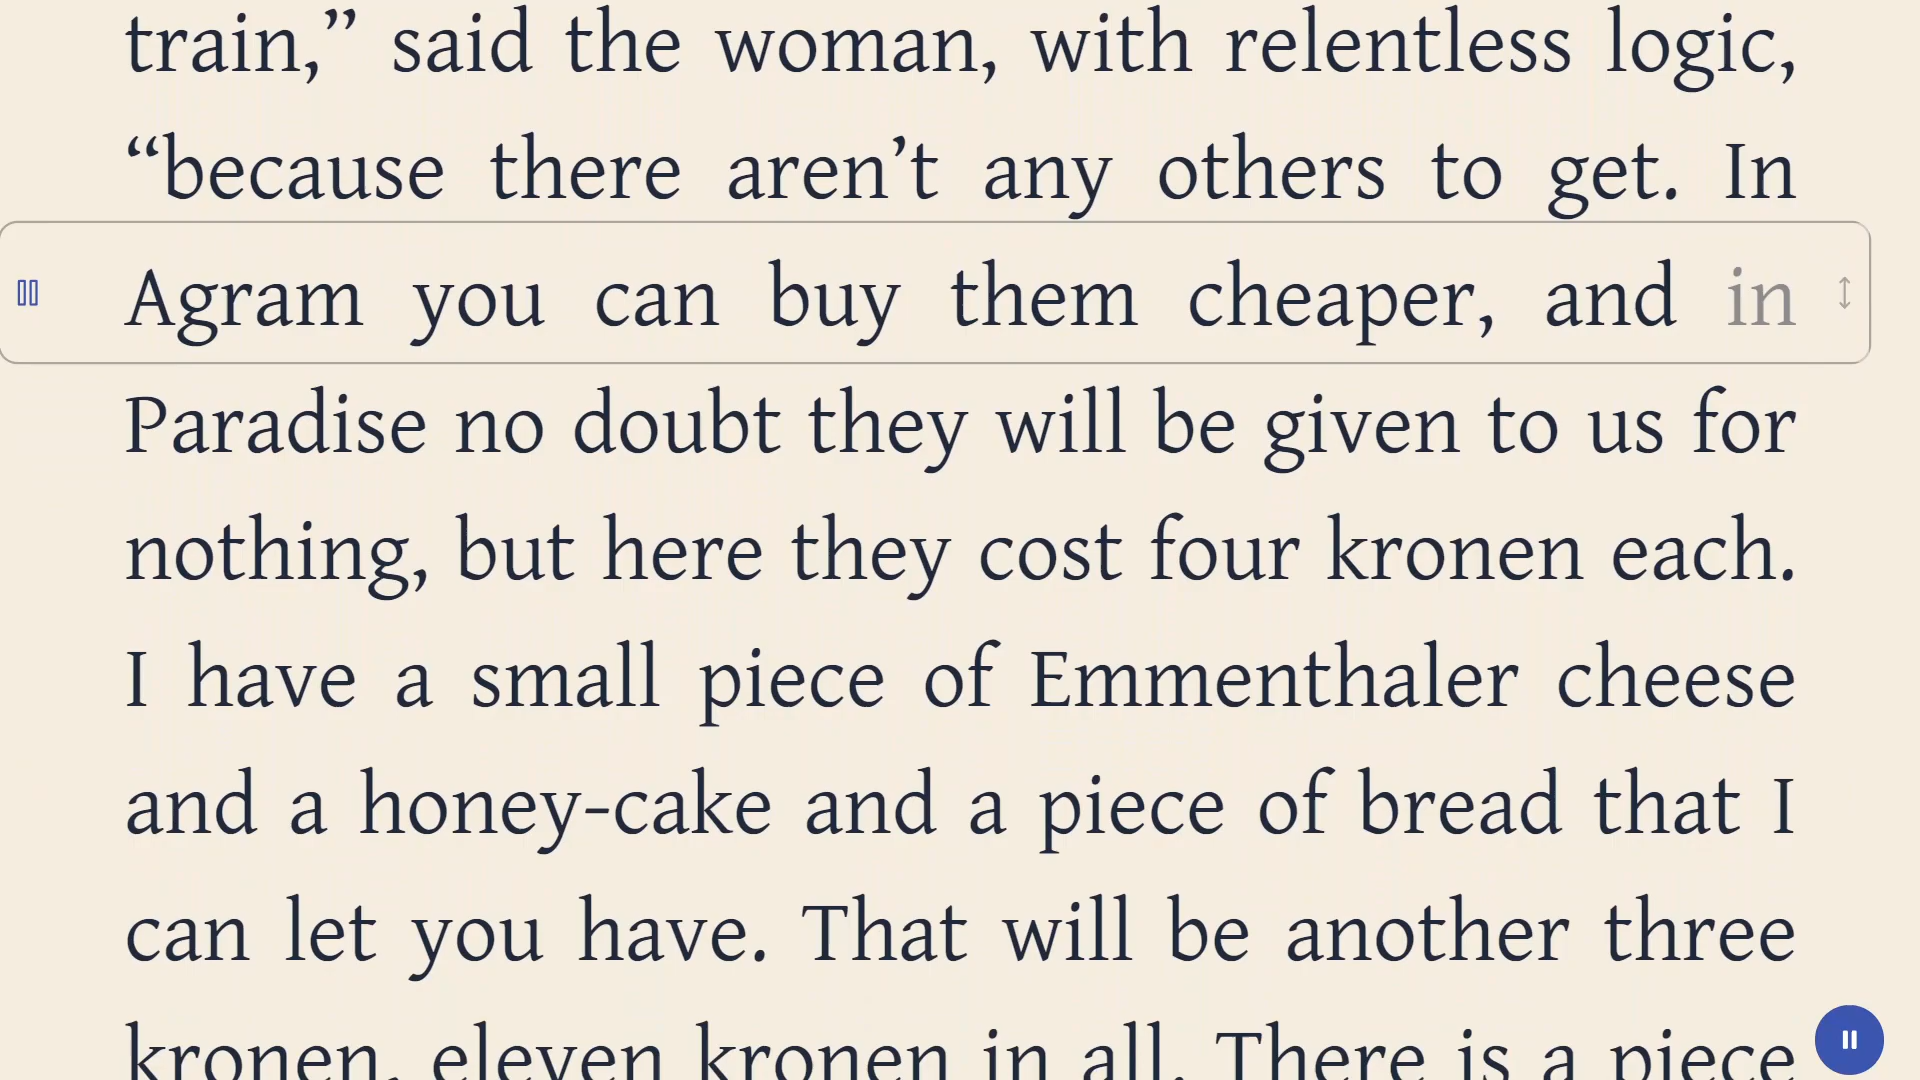 train,” said the woman, with relentless logic,
“because there aren’t any others to get. In
Agram you can buy them cheaper, and in
Paradise no doubt they will be given to us for
nothing, but here they cost four kronen each.
I have a small piece of Emmenthaler cheese
and a honey-cake and a piece of bread that I
can let you have. That will be another three
kronen, eleven kronen in all. There is a piece